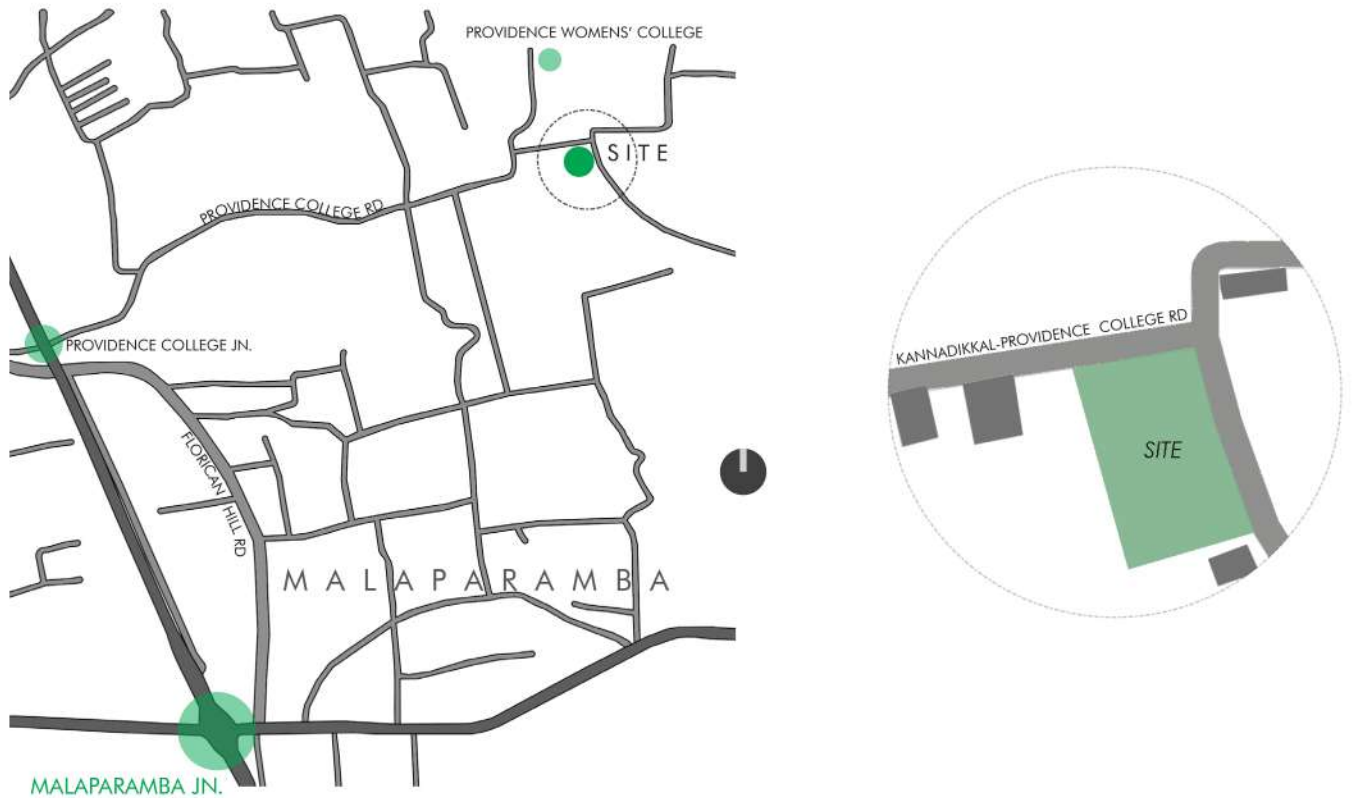 PROVIDENCE WOMENS' COLLEGE
SITE
PROVIDENCE COLLEGE RD
PROVIDENCE COLLEGE JN.
FLORICAN HILL RD
MALAPARAMBA
MALAPARAMBA JN.
KANNADIKKAL-PROVIDENCE COLLEGE RD
SITE